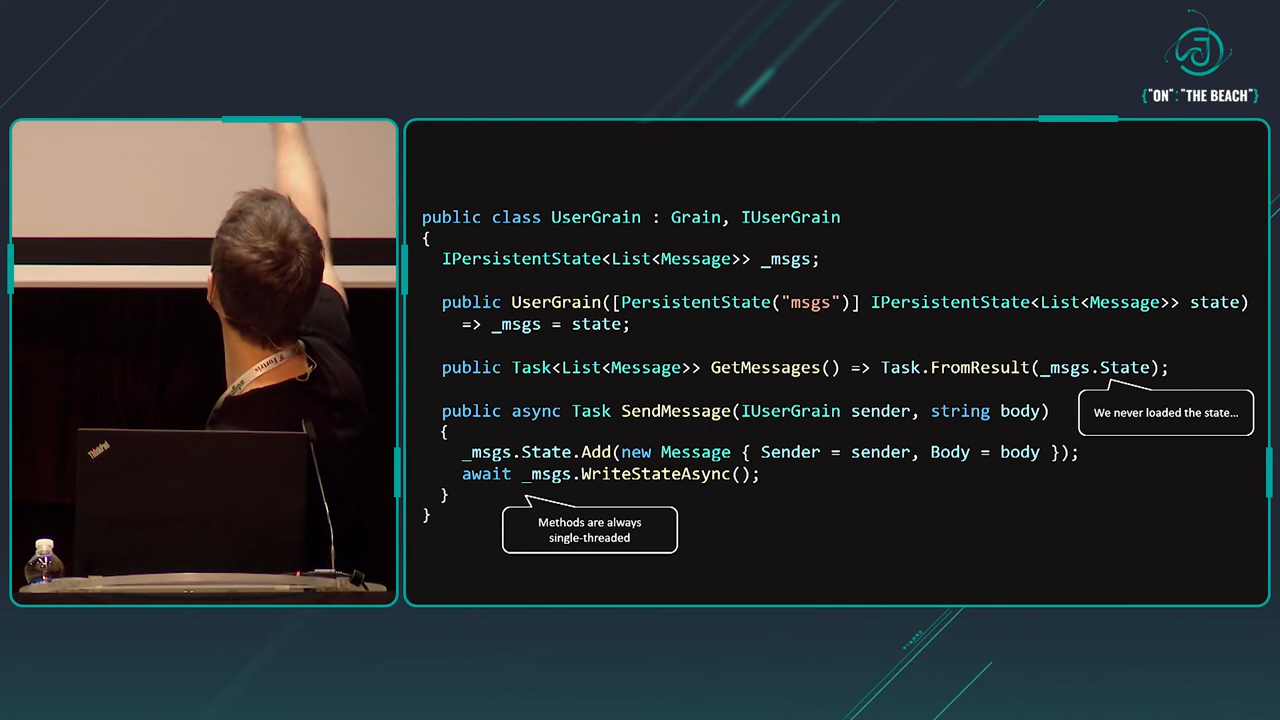 {"ON":"THE BEACH"}
public class UserGrain : Grain, IUserGrain
{
IPersistentState<List<Message>> _msgs;
public UserGrain([PersistentState("msgs")] IPersistentState<List<Message>> state)
=> _msgs = state;
public Task<List<Message>> GetMessages() => Task.FromResult(_msgs.State);
We never loaded the state…
public async Task SendMessage(IUserGrain sender, string body)
{
_msgs.State.Add(new Message { Sender = sender, Body = body });
await _msgs.WriteStateAsync();
}
}
Methods are always
single-threaded
ThinkPad
Fortris